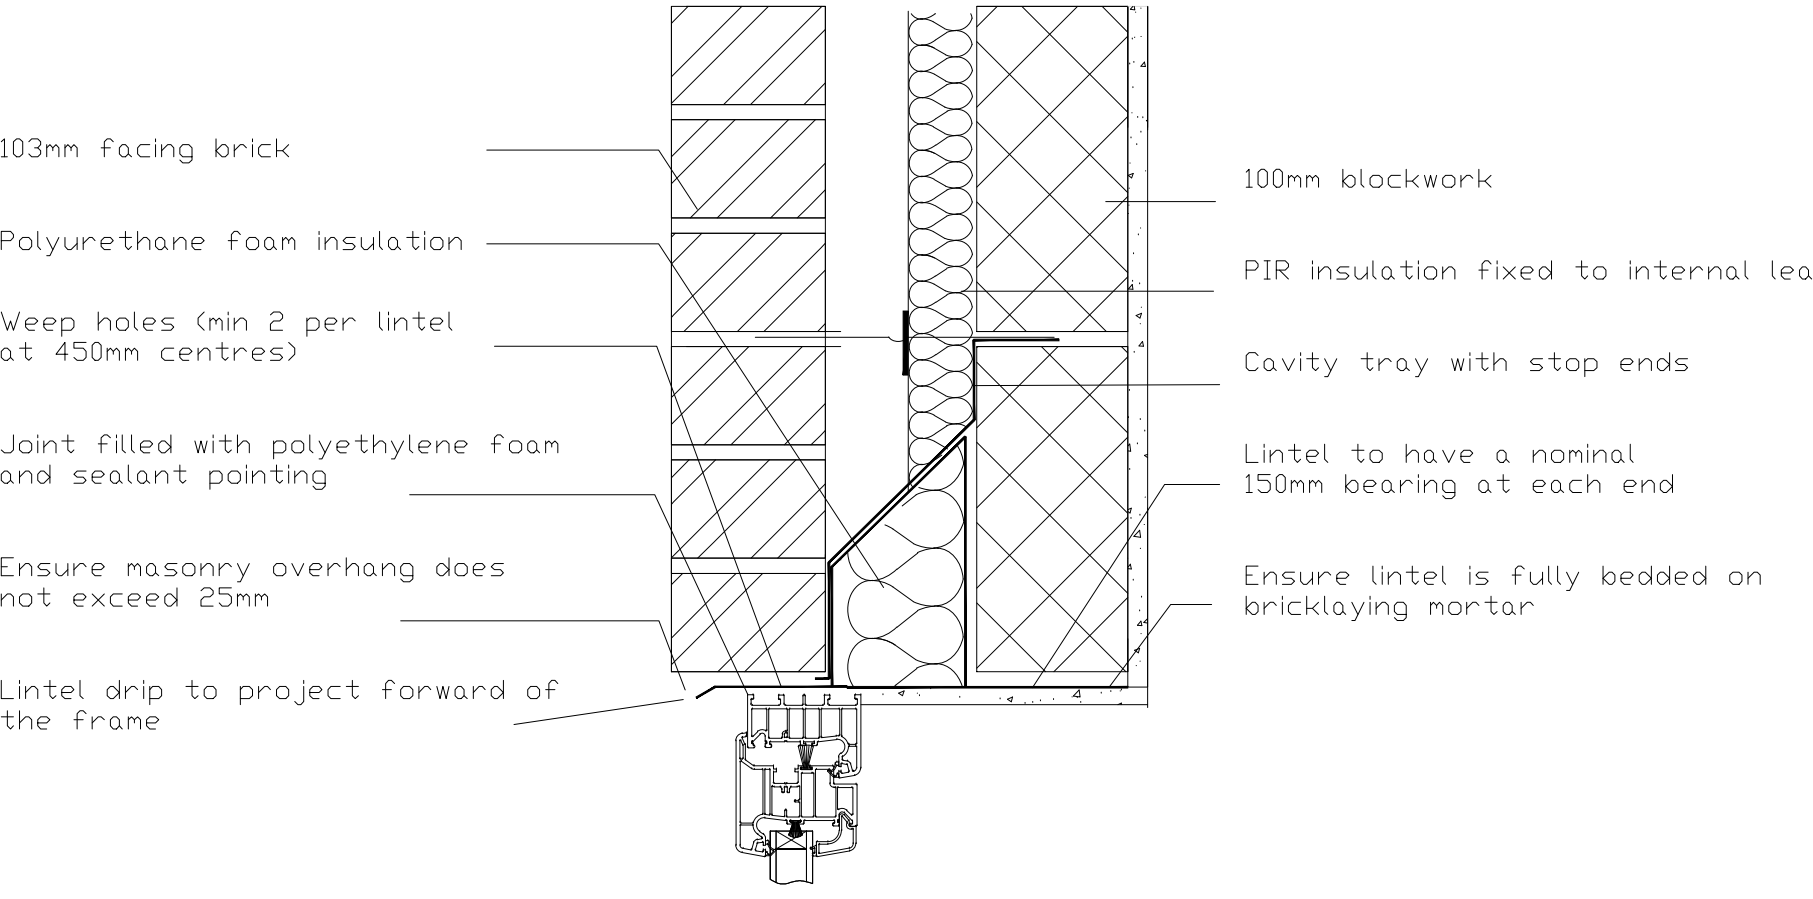 103mm facing brick
Polyurethane foam insulation
Weep holes (min 2 per lintel
at 450mm centres)
Joint filled with polyethylene foam
and sealant pointing
Ensure masonry overhang does
not exceed 25mm
Lintel drip to project forward of
the frame
100mm blockwork
PIR insulation fixed to internal lea
Cavity tray with stop ends
Lintel to have a nominal
150mm bearing at each end
Ensure lintel is fully bedded on
bricklaying mortar